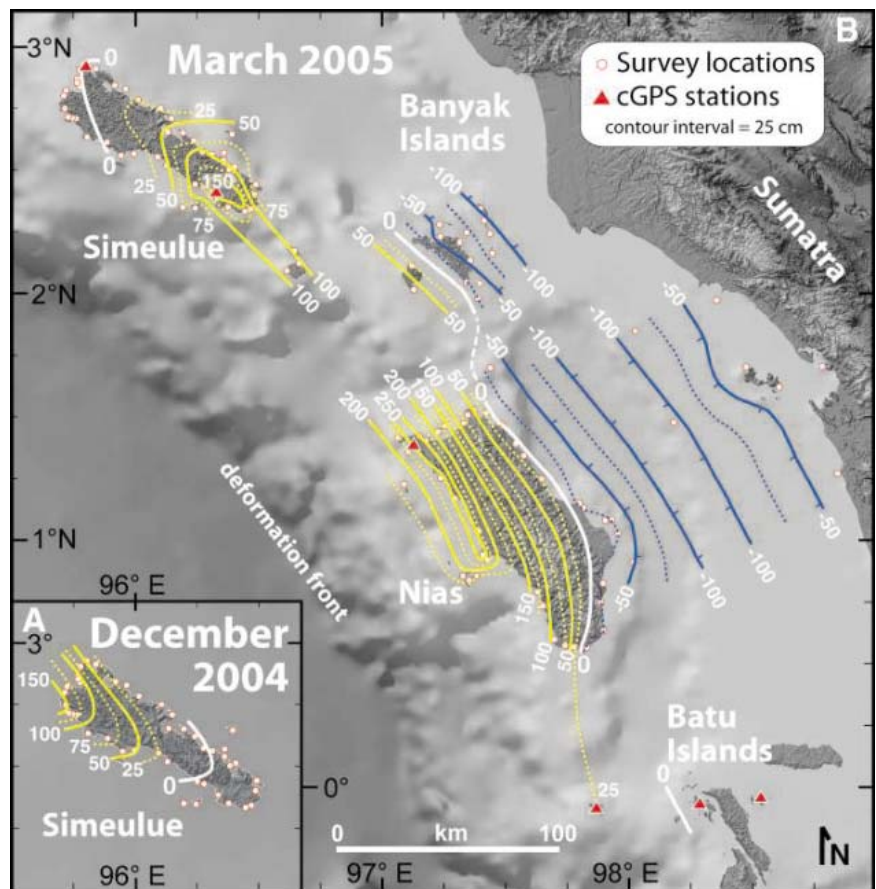 B
March 2005
Survey locations
cGPS stations
contour interval = 25 cm
Banyak
Islands
Sumatra
Simeulue
deformation front
Nias
Batu
Islands
3°N
2°N
1°N
0°
96° E
97° E
98° E
0
0
25
50
150
25
50
75
75
100
100
0
-50
-100
50
50
-50
-100
-50
-100
-100
-50
0
50
100
150
200
250
200
150
100
50
0
-50
-100
-100
-50
25
0
0
km
100
N
A
December
2004
3°
150
100
75
50
25
0
Simeulue
96° E